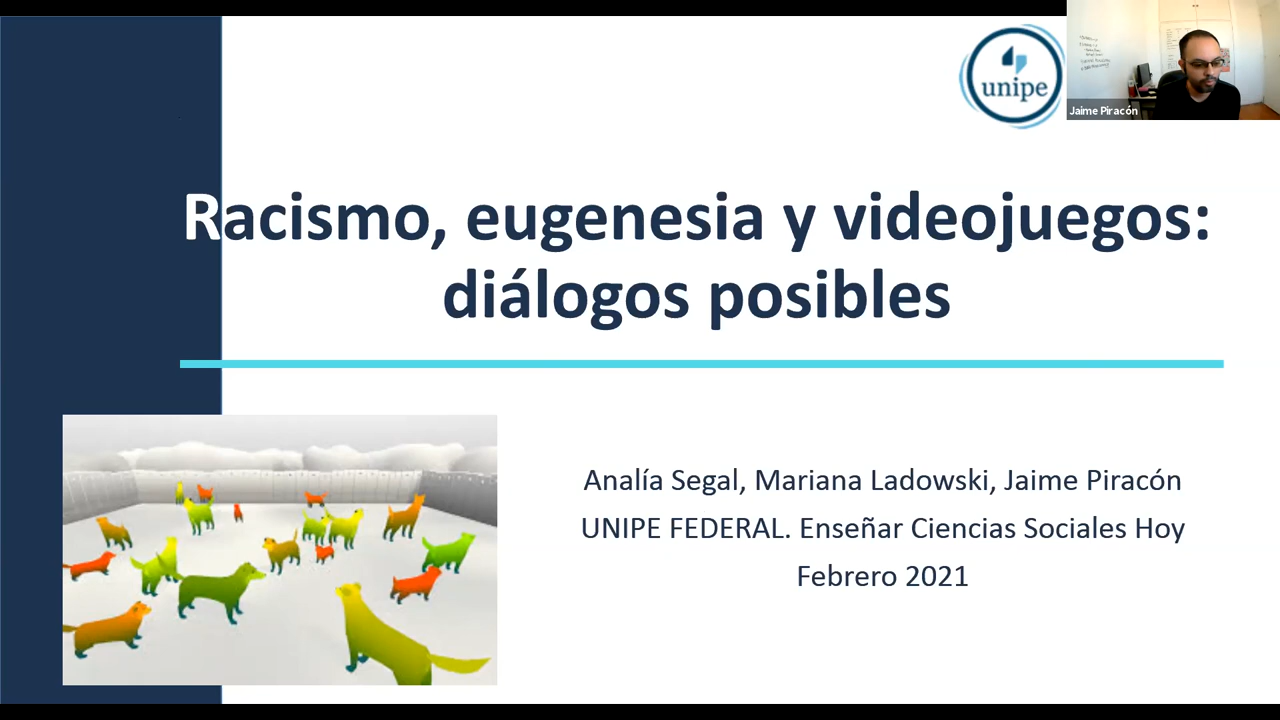 unipe
Jaime Piracón
Racismo, eugenesia y videojuegos:
diálogos posibles
Analía Segal, Mariana Ladowski, Jaime Piracón
UNIPE FEDERAL. Enseñar Ciencias Sociales Hoy
Febrero 2021